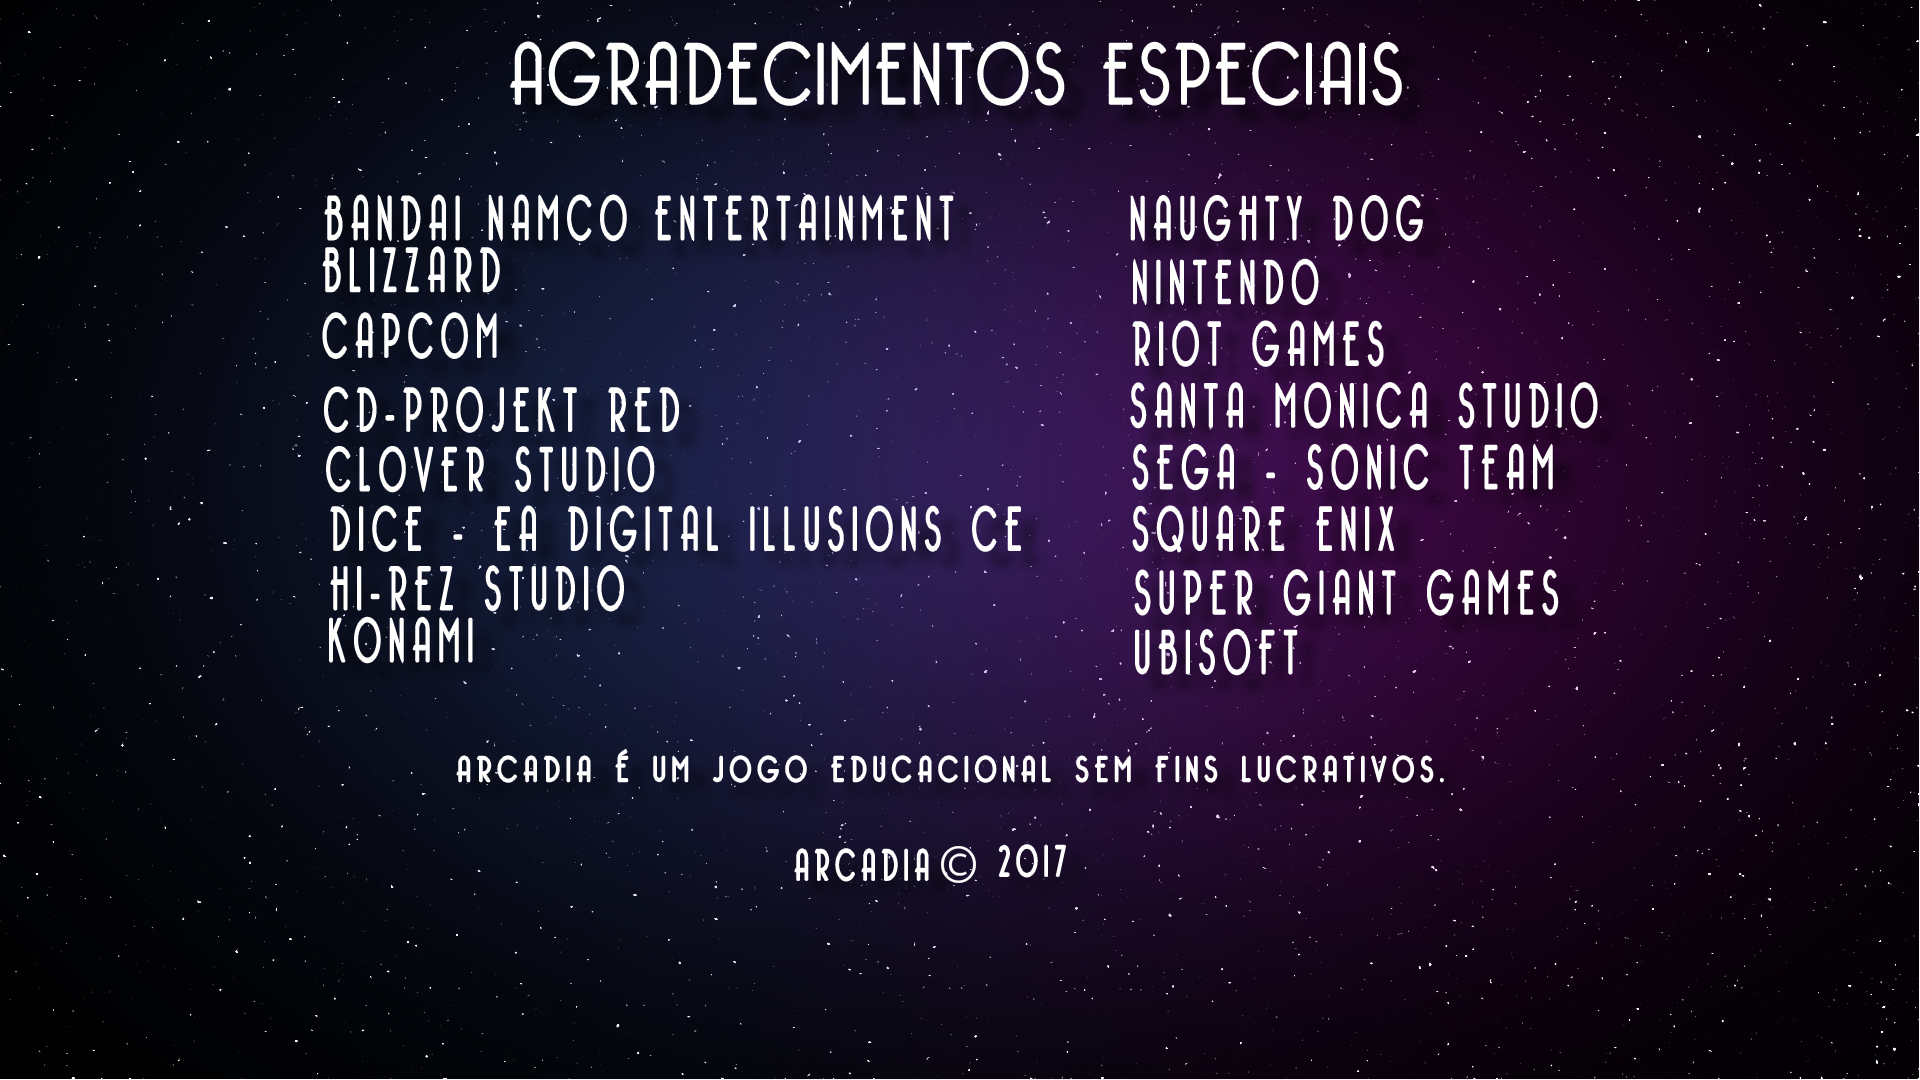 AGRADECIMENTOS ESPECIAIS
BANDAI NAMCO ENTERTAINMENT
BLIZZARD
CAPCOM
CD-PROJEKT RED
CLOVER STUDIO
DICE - EA DIGITAL ILLUSIONS CE
HI-REZ STUDIO
KONAMI
NAUGHTY DOG
NINTENDO
RIOT GAMES
SANTA MONICA STUDIO
SEGA - SONIC TEAM
SQUARE ENIX
SUPER GIANT GAMES
UBISOFT
ARCADIA É UM JOGO EDUCACIONAL SEM FINS LUCRATIVOS.
ARCADIA© 2017